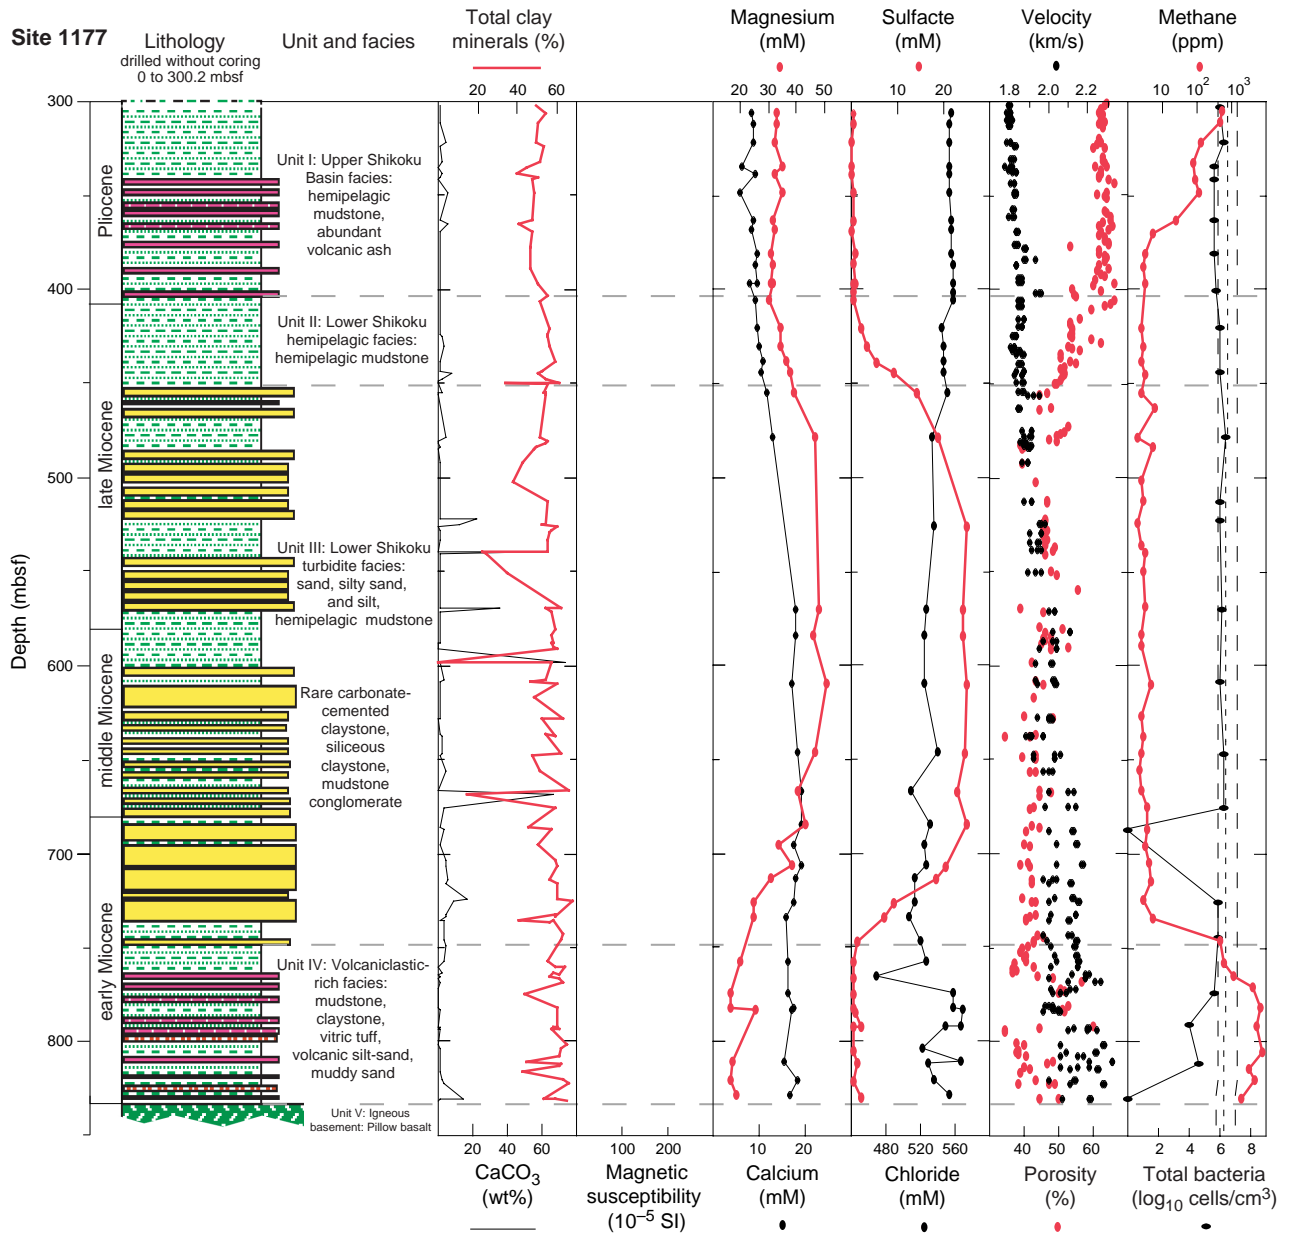 Site 1177
Lithology
drilled without coring
0 to 300.2 mbsf
Unit and facies
Total clay
minerals (%)
Magnesium
(mM)
Sulfacte
(mM)
Velocity
(km/s)
Methane
(ppm)
20 40 60
20 30 40 50
10 20
1.8 2.0 2.2
10 10² 10³
Depth (mbsf)
300
400
500
600
700
800
Pliocene
late Miocene
middle Miocene
early Miocene
Unit I: Upper Shikoku
Basin facies:
hemipelagic
mudstone,
abundant
volcanic ash
Unit II: Lower Shikoku
hemipelagic facies:
hemipelagic mudstone
Unit III: Lower Shikoku
turbidite facies:
sand, silty sand,
and silt,
hemipelagic mudstone
Rare carbonate-
cemented
claystone,
siliceous
claystone,
mudstone
conglomerate
Unit IV: Volcaniclastic-
rich facies:
mudstone,
claystone,
vitric tuff,
volcanic silt-sand,
muddy sand
Unit V: Igneous
basement: Pillow basalt
20 40 60
100 200
10 20
480 520 560
40 50 60
2 4 6 8
CaCO₃
(wt%)
Magnetic
susceptibility
(10⁻⁵ SI)
Calcium
(mM)
Chloride
(mM)
Porosity
(%)
Total bacteria
(log₁₀ cells/cm³)